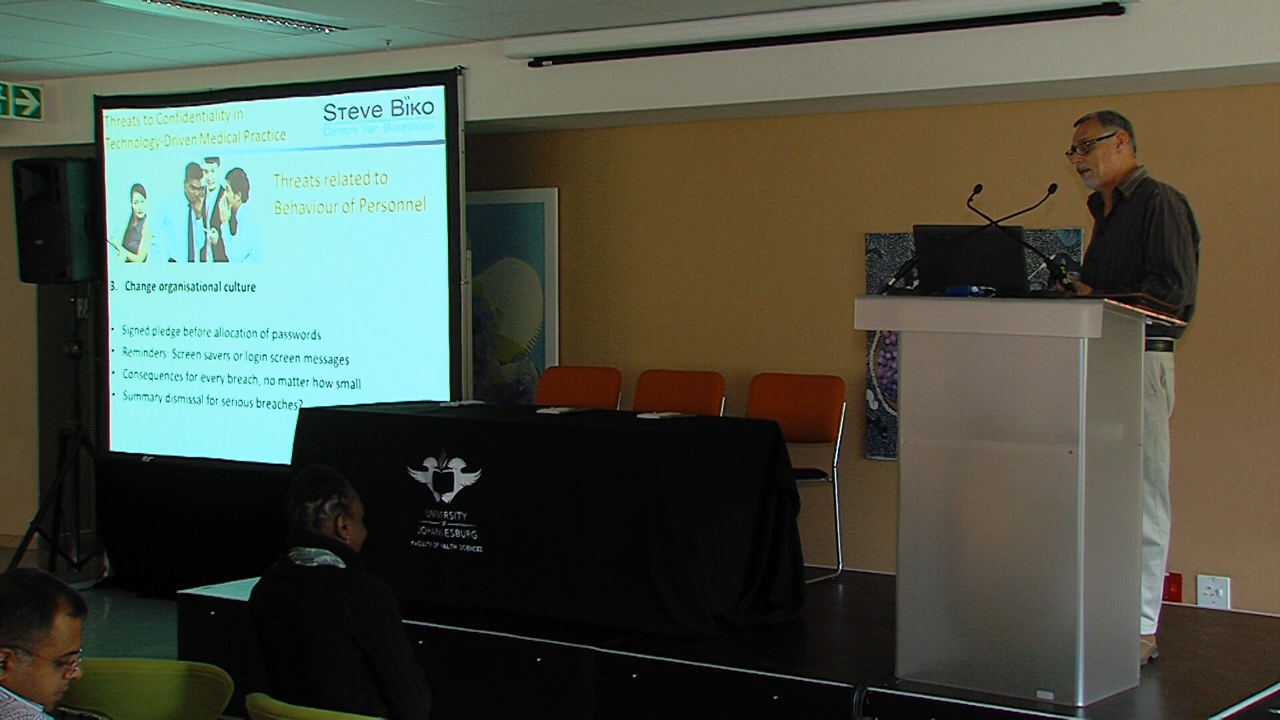 Threats to Confidentiality in
Technology-Driven Medical Practice
Steve Biko
Centre for Bioethics
Threats related to
Behaviour of Personnel
3. Change organisational culture
• Signed pledge before allocation of passwords
• Reminders: Screen savers or login screen messages
• Consequences for every breach, no matter how small
• Summary dismissal for serious breaches?
UNIVERSITY
OF
JOHANNESBURG
FACULTY OF HEALTH SCIENCES